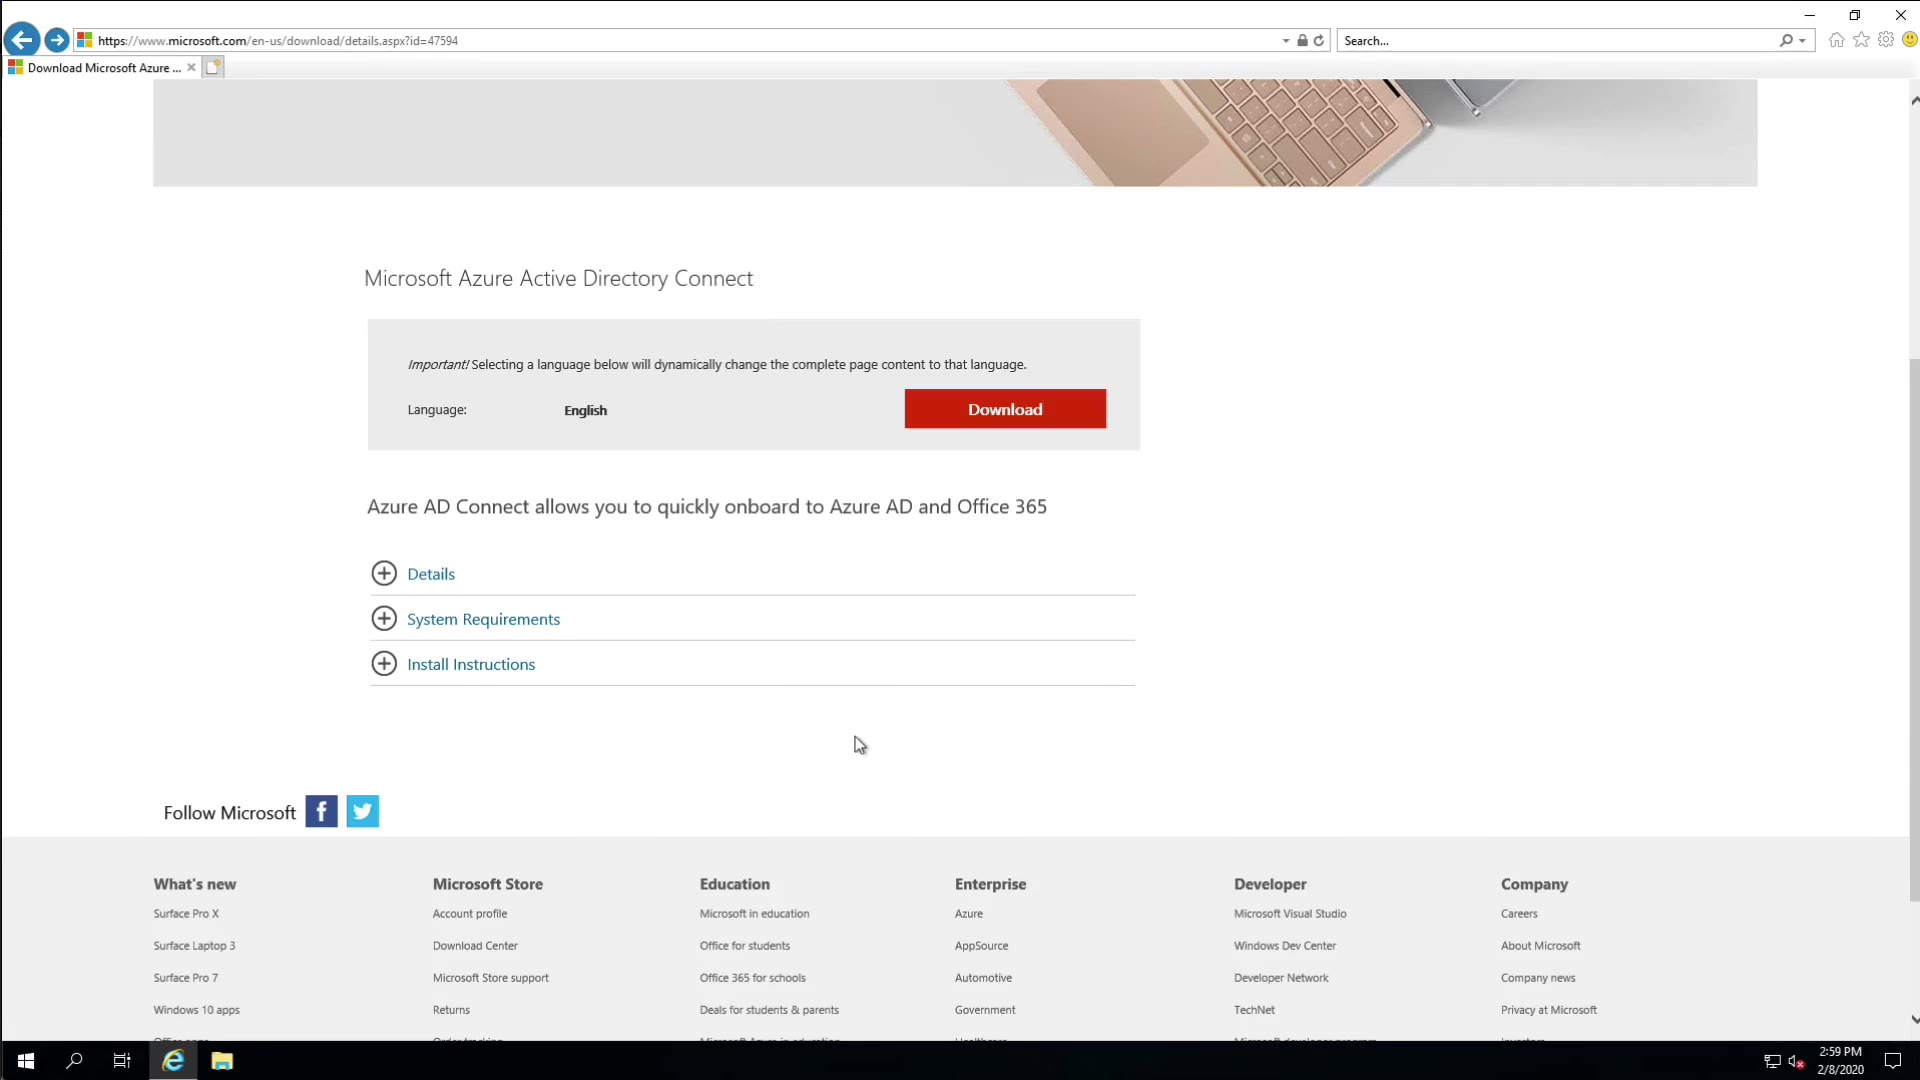 https://www.microsoft.com/en-us/download/details.aspx?id=47594
Search...
Download Microsoft Azure ...
Microsoft Azure Active Directory Connect
Important! Selecting a language below will dynamically change the complete page content to that language.
Language: English Download
Azure AD Connect allows you to quickly onboard to Azure AD and Office 365
Details
System Requirements
Install Instructions
Follow Microsoft
What's new Microsoft Store Education Enterprise Developer Company
Surface Pro X Account profile Microsoft in education Azure Microsoft Visual Studio Careers
Surface Laptop 3 Download Center Office for students AppSource Windows Dev Center About Microsoft
Surface Pro 7 Microsoft Store support Office 365 for schools Automotive Developer Network Company news
Windows 10 apps Returns Deals for students & parents Government TechNet Privacy at Microsoft
2:59 PM
2/8/2020